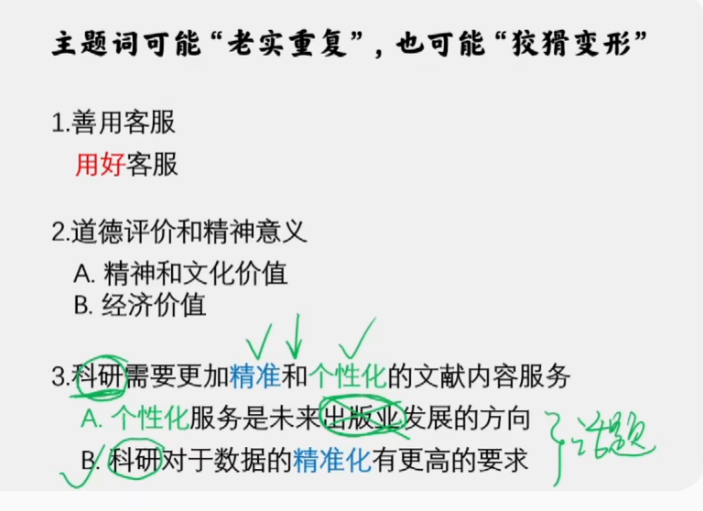 主题词可能“老实重复”，也可能“狡猾变形”
1.善用客服
用好客服
2.道德评价和精神意义
A. 精神和文化价值
B. 经济价值
3.科研需要更加精准和个性化的文献内容服务
A. 个性化服务是未来出版业发展的方向
B. 科研对于数据的精准化有更高的要求
话题